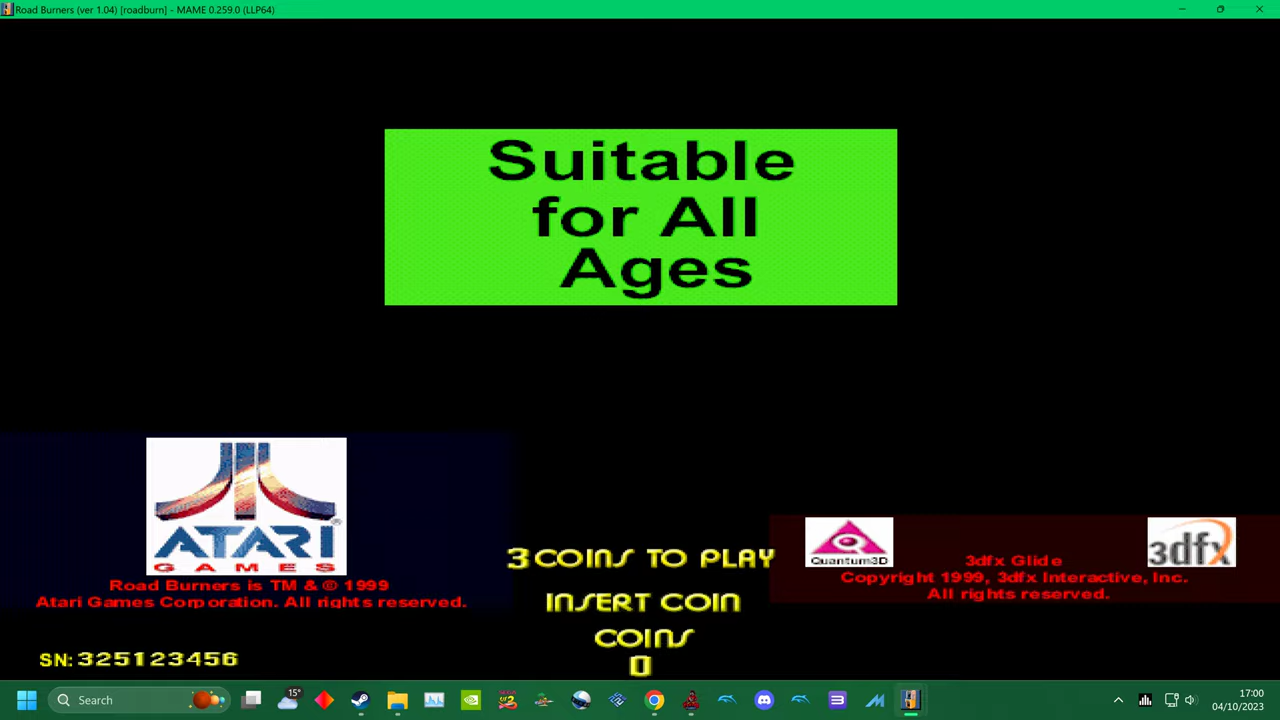 Road Burners (ver 1.04) [roadburn] - MAME 0.259.0 (LLP64)
Suitable
for All
Ages
ATARI
GAMES
Road Burners is TM & © 1999
Atari Games Corporation. All rights reserved.
SN: 325123456
3 COINS TO PLAY
INSERT COIN
COINS
0
Quantum3D
3dfx
3dfx Glide
Copyright 1999, 3dfx Interactive, Inc.
All rights reserved.
Search
15°
17:00
04/10/2023